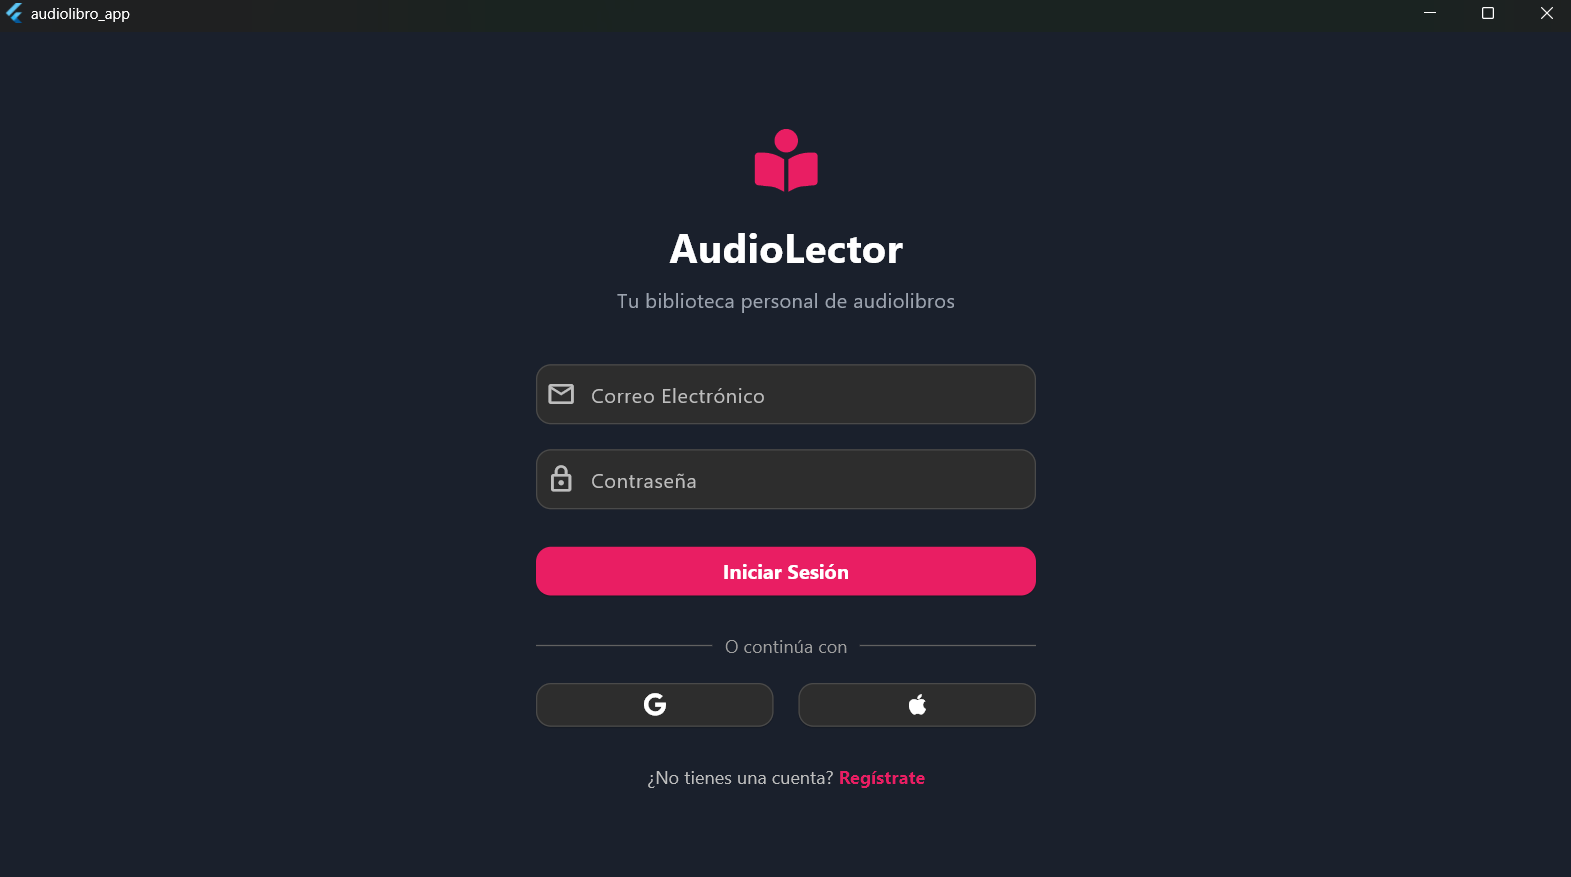 audiolibro_app
AudioLector
Tu biblioteca personal de audiolibros
Correo Electrónico
Contraseña
Iniciar Sesión
O continúa con
G
¿No tienes una cuenta? Regístrate